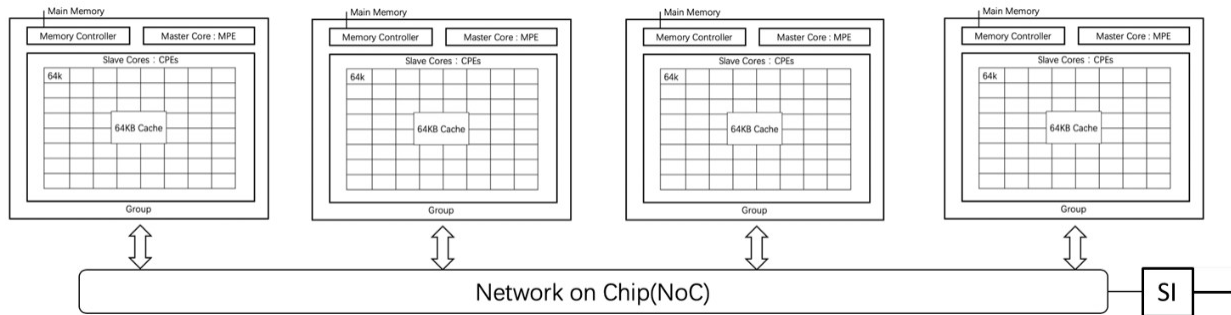 Main Memory
Memory Controller
Master Core : MPE
Slave Cores : CPEs
64k
64KB Cache
Group
Main Memory
Memory Controller
Master Core : MPE
Slave Cores : CPEs
64k
64KB Cache
Group
Main Memory
Memory Controller
Master Core : MPE
Slave Cores : CPEs
64k
64KB Cache
Group
Main Memory
Memory Controller
Master Core : MPE
Slave Cores : CPEs
64k
64KB Cache
Group
Network on Chip(NoC)
SI